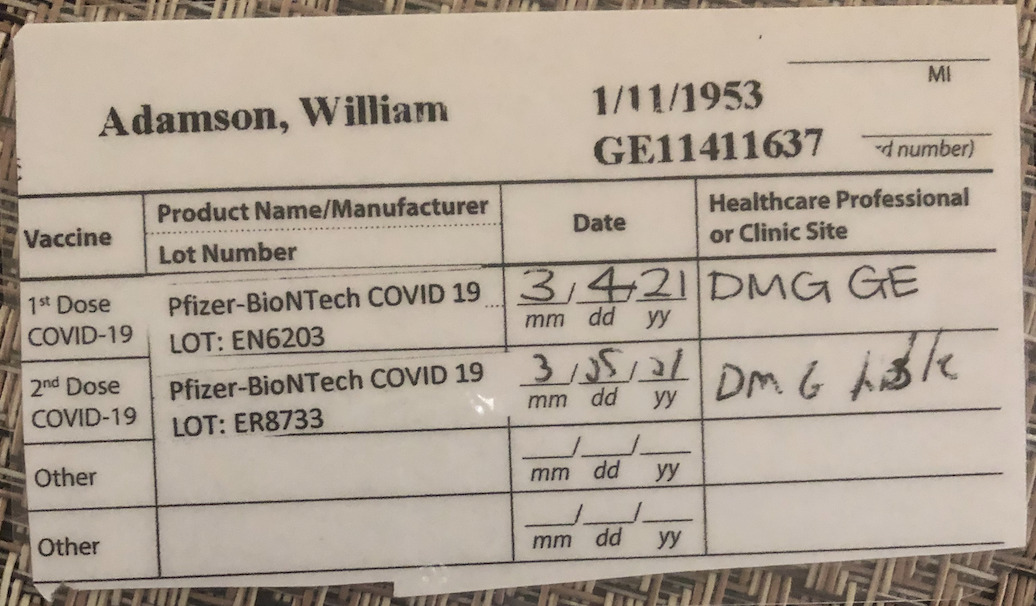 MI
Adamson, William 1/11/1953
GE11411637 d number)
Vaccine Product Name/Manufacturer Date Healthcare Professional
Lot Number or Clinic Site
1st Dose Pfizer-BioNTech COVID 19 3/4/21 DMG GE
COVID-19 LOT: EN6203 mm dd yy
2nd Dose Pfizer-BioNTech COVID 19 3/25/21 DMG
COVID-19 LOT: ER8733 mm dd yy
Other / /
mm dd yy
Other / /
mm dd yy